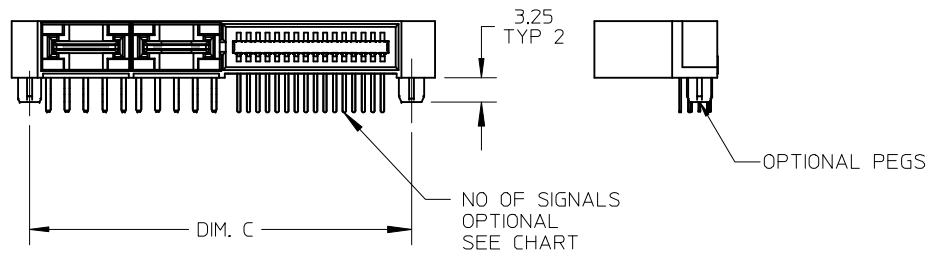 3.25
TYP 2
OPTIONAL PEGS
NO OF SIGNALS
OPTIONAL
SEE CHART
DIM. C